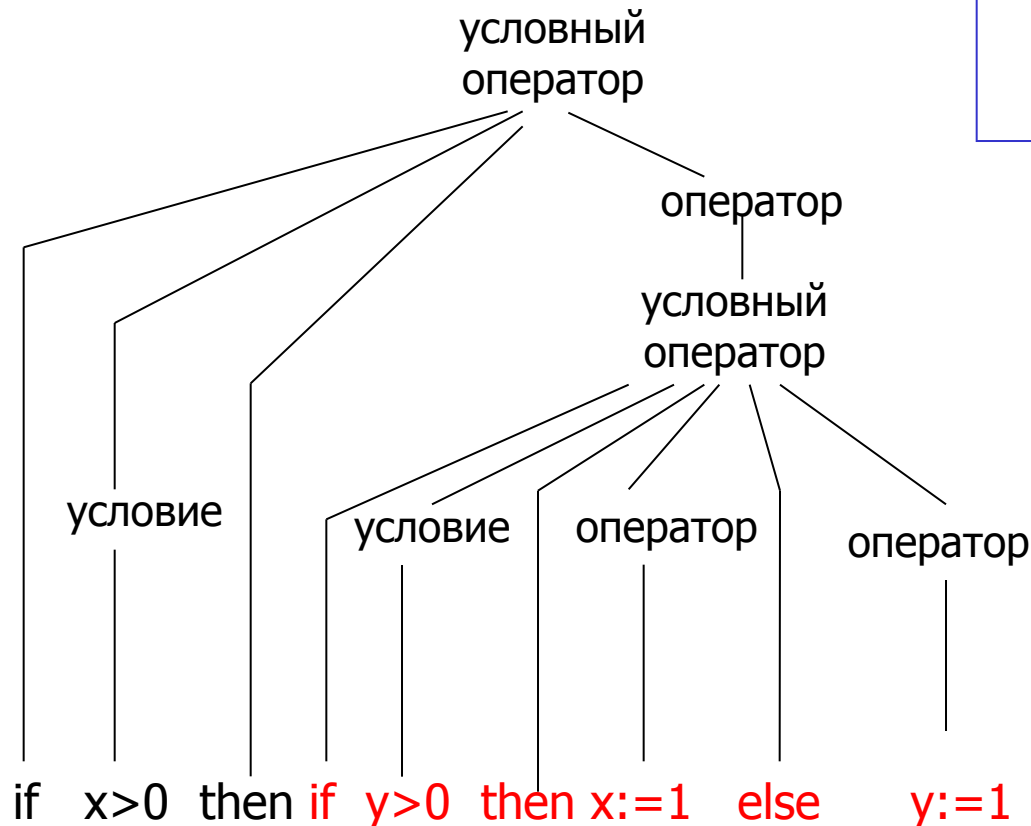 условный
оператор
оператор
условный
оператор
условие
условие
оператор
оператор
if x>0 then if y>0 then x:=1 else y:=1